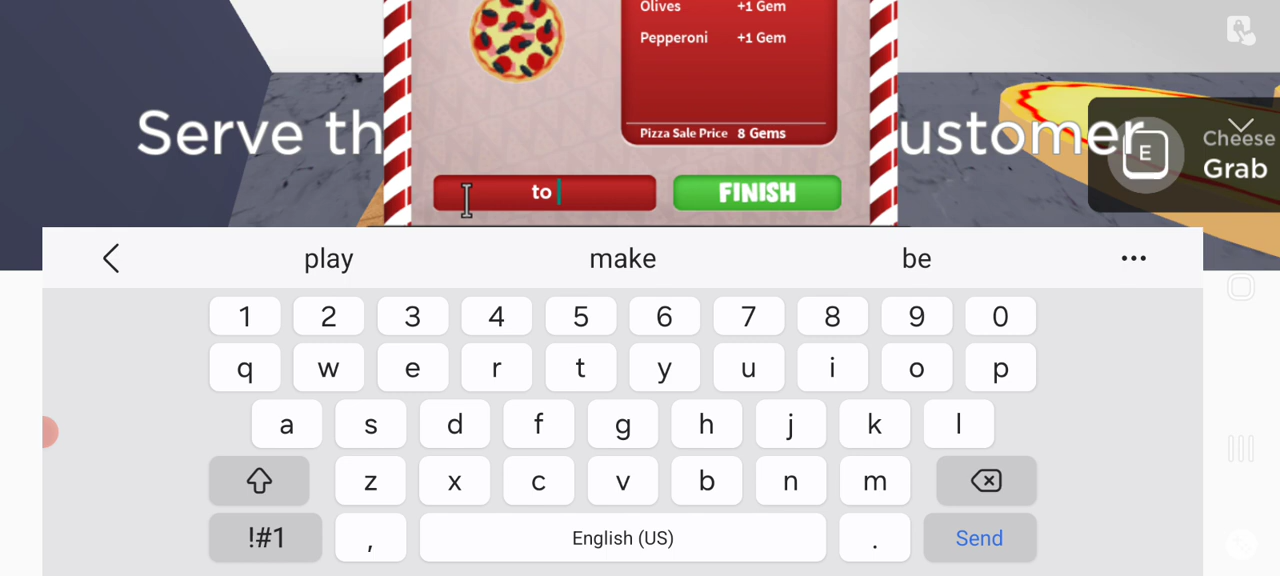 Olives +1 Gem
Pepperoni +1 Gem
Pizza Sale Price 8 Gems
Serve th
ustomer
E
Cheese
Grab
to
FINISH
play make be
1 2 3 4 5 6 7 8 9 0
q w e r t y u i o p
a s d f g h j k l
z x c v b n m
!#1 , English (US) . Send